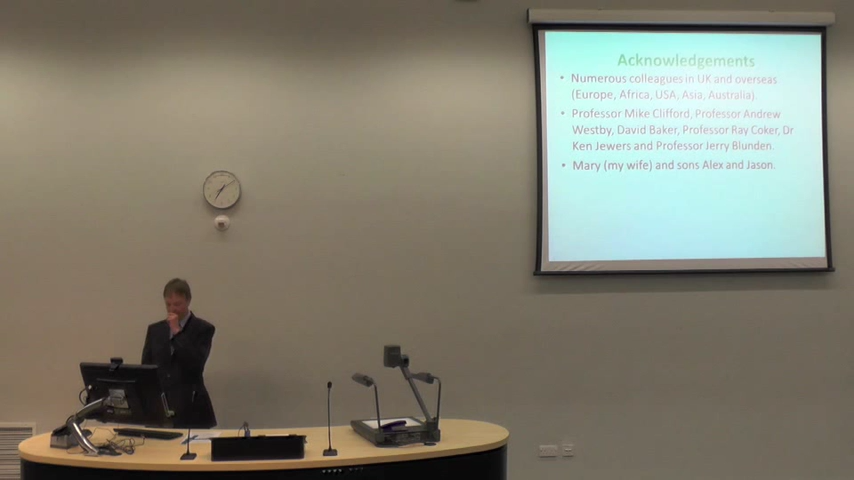 Acknowledgements
• Numerous colleagues in UK and overseas
(Europe, Africa, USA, Asia, Australia).
• Professor Mike Clifford, Professor Andrew
Westby, David Baker, Professor Ray Coker, Dr
Ken Jewers and Professor Jerry Blunden.
• Mary (my wife) and sons Alex and Jason.